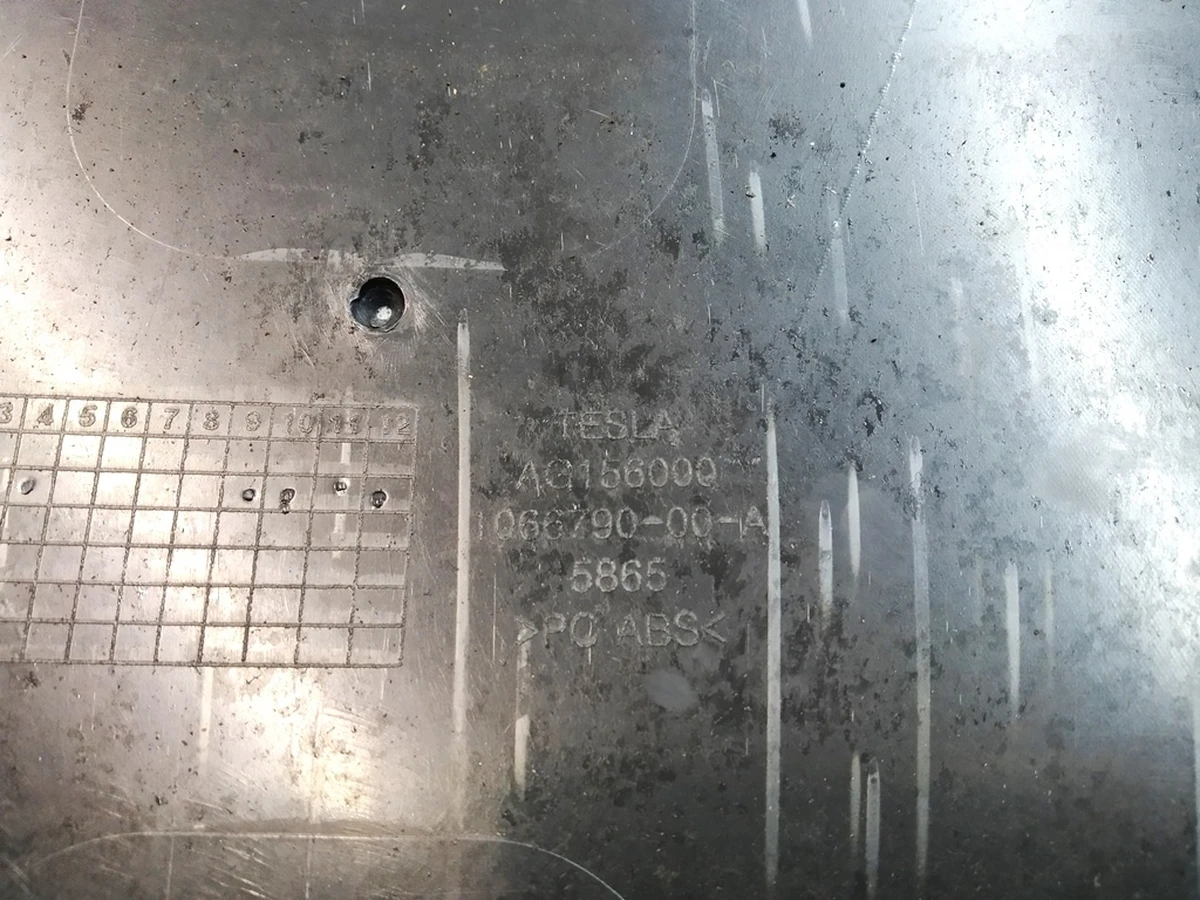 3 4 5 6 7 8 9 10 11 12
TESLA
AG156000
1066790-00-A
5865
>PC ABS<